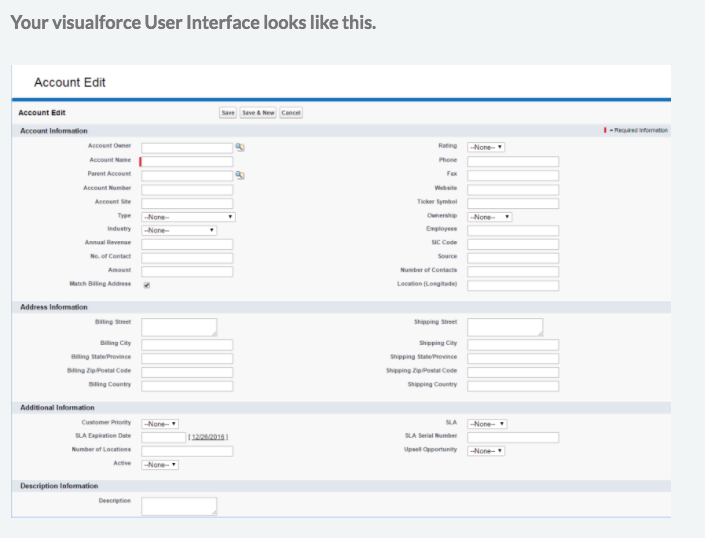 Your visualforce User Interface looks like this.
Account Edit
Account Edit Save Save & New Cancel
Account Information = Required Information
Account Owner Rating --None--
Account Name Phone
Parent Account Fax
Account Number Website
Account Site Ticker Symbol
Type --None-- Ownership --None--
Industry --None-- Employees
Annual Revenue SIC Code
No. of Contact Source
Amount Number of Contacts
Match Billing Address Location (Longitude)
Address Information
Billing Street Shipping Street
Billing City Shipping City
Billing State/Province Shipping State/Province
Billing Zip/Postal Code Shipping Zip/Postal Code
Billing Country Shipping Country
Additional Information
Customer Priority --None-- SLA --None--
SLA Expiration Date [ 12/26/2016 ] SLA Serial Number
Number of Locations Upsell Opportunity --None--
Active --None--
Description Information
Description